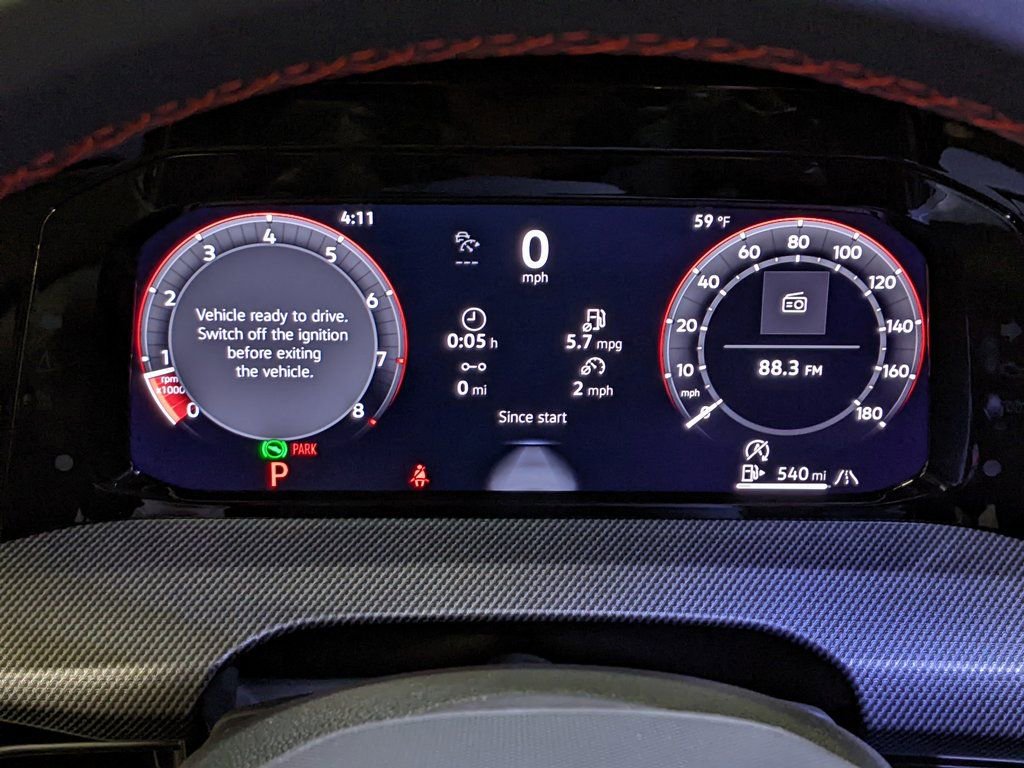 4:11
59 °F
0
mph
---
0:05 h
5.7 mpg
0 mi
2 mph
Since start
Vehicle ready to drive.
Switch off the ignition
before exiting
the vehicle.
0
1
2
3
4
5
6
7
8
rpm
x1000
PARK
P
0
10
20
40
60
80
100
120
140
160
180
mph
88.3 FM
540 mi